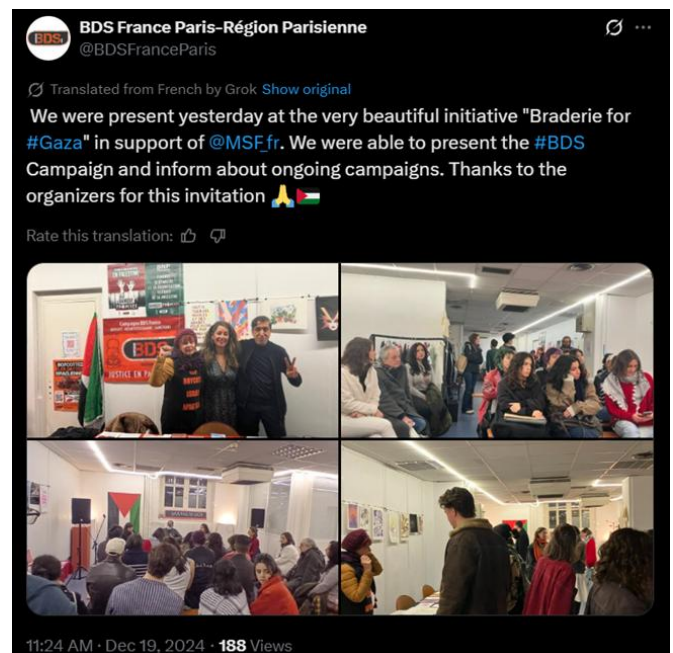 BDS France Paris–Région Parisienne
@BDSFranceParis
Translated from French by Grok Show original
We were present yesterday at the very beautiful initiative "Braderie for
#Gaza" in support of @MSF_fr. We were able to present the #BDS
Campaign and inform about ongoing campaigns. Thanks to the
organizers for this invitation 🙏🇵🇸
Rate this translation:
BDS
JUSTICE EN
11:24 AM · Dec 19, 2024 · 188 Views